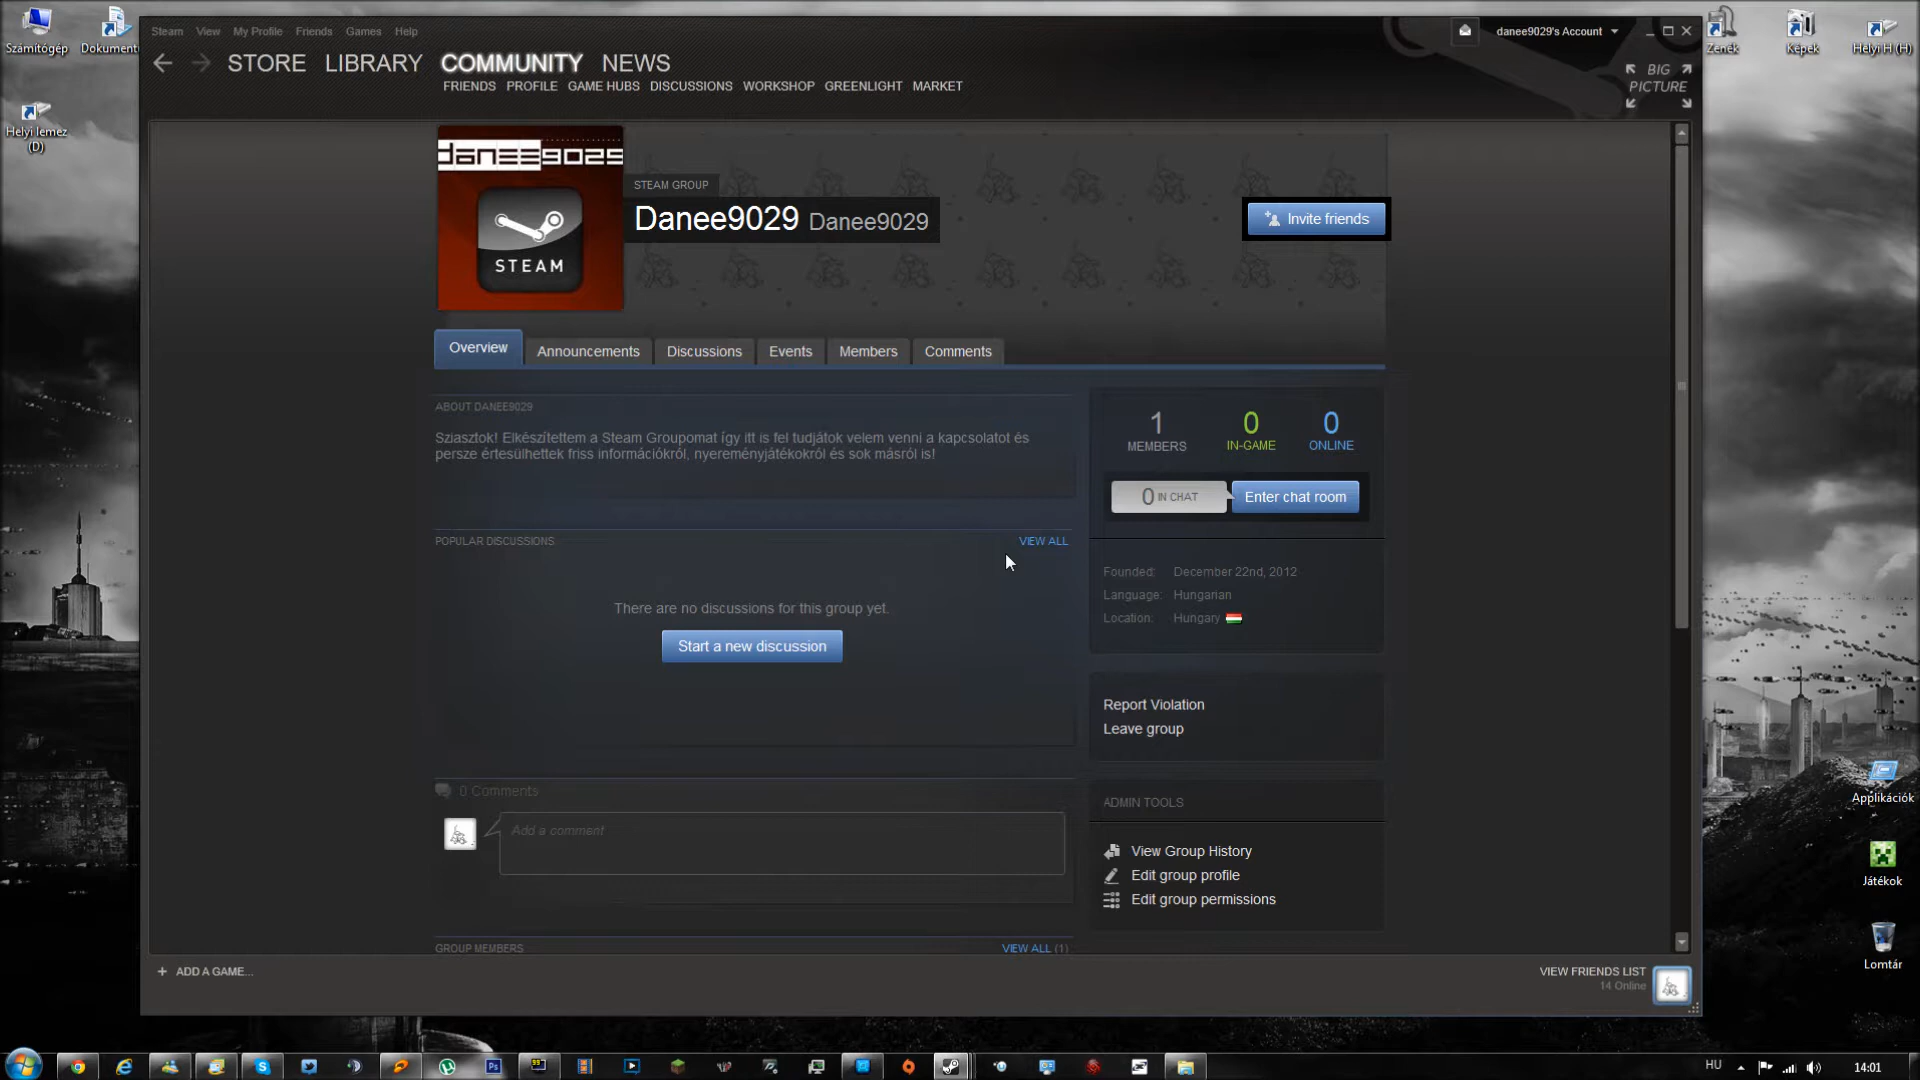 Számítógép
Steam View My Profile Friends Games Help
danee9029's Account
Zenék
Képek
Helyi H (H)
STORE LIBRARY COMMUNITY NEWS
BIG PICTURE
FRIENDS PROFILE GAME HUBS DISCUSSIONS WORKSHOP GREENLIGHT MARKET
Helyi lemez
(D)
danee9029
STEAM
STEAM GROUP
Danee9029 Danee9029
Invite friends
Overview Announcements Discussions Events Members Comments
ABOUT DANEE9029
Sziasztok! Elkészítettem a Steam Groupomat így itt is fel tudjátok velem venni a kapcsolatot és
persze értesülhettek friss információkról, nyereményjátékokról és sok másról is!
1 0 0
MEMBERS IN-GAME ONLINE
0 IN CHAT Enter chat room
POPULAR DISCUSSIONS VIEW ALL
There are no discussions for this group yet.
Start a new discussion
Founded: December 22nd, 2012
Language: Hungarian
Location: Hungary
Report Violation
Leave group
0 Comments
Add a comment
ADMIN TOOLS
View Group History
Edit group profile
Edit group permissions
GROUP MEMBERS VIEW ALL (1)
+ ADD A GAME...
VIEW FRIENDS LIST
14 Online
Applikációk
Játékok
Lomtár
Ps
99
HU
14:01